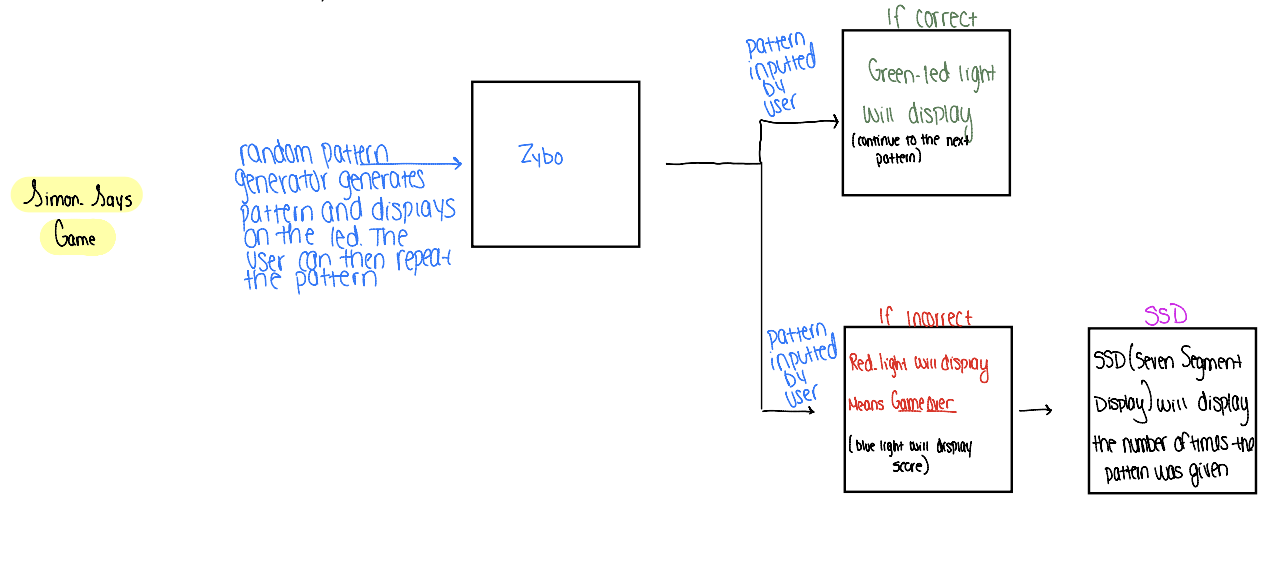 Simon Says
Game
random pattern
generator generates
pattern and displays
on the led. The
user can then repeat
the pattern
Zybo
pattern
inputted
by
user
If correct
Green-led light
will display
(continue to the next
pattern)
pattern
inputted
by
user
If incorrect
Red light will display
Means Game over
(blue light will display
score)
SSD
SSD (Seven Segment
Display) will display
the number of times the
pattern was given